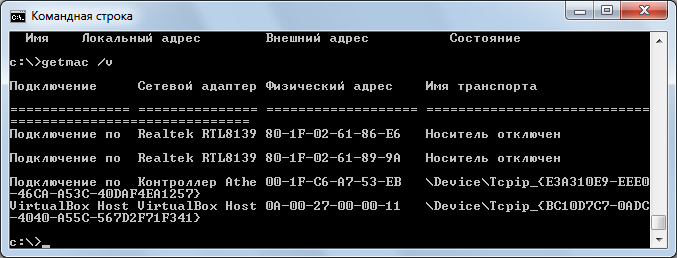 Командная строка
Имя Локальный адрес Внешний адрес Состояние
c:\>getmac /v
Подключение Сетевой адаптер Физический адрес Имя транспорта
=============== =============== =================== ============================
==============================
Подключение по Realtek RTL8139 80-1F-02-61-86-E6 Носитель отключен
Подключение по Realtek RTL8139 80-1F-02-61-89-9A Носитель отключен
Подключение по Контроллер Athe 00-1F-C6-A7-53-EB \Device\Tcpip_{E3A310E9-EEE0
-46CA-A53C-40DAF4EA1257}
VirtualBox Host VirtualBox Host 0A-00-27-00-00-11 \Device\Tcpip_{BC10D7C7-0ADC
-4040-A55C-567D2F71F341}
c:\>_